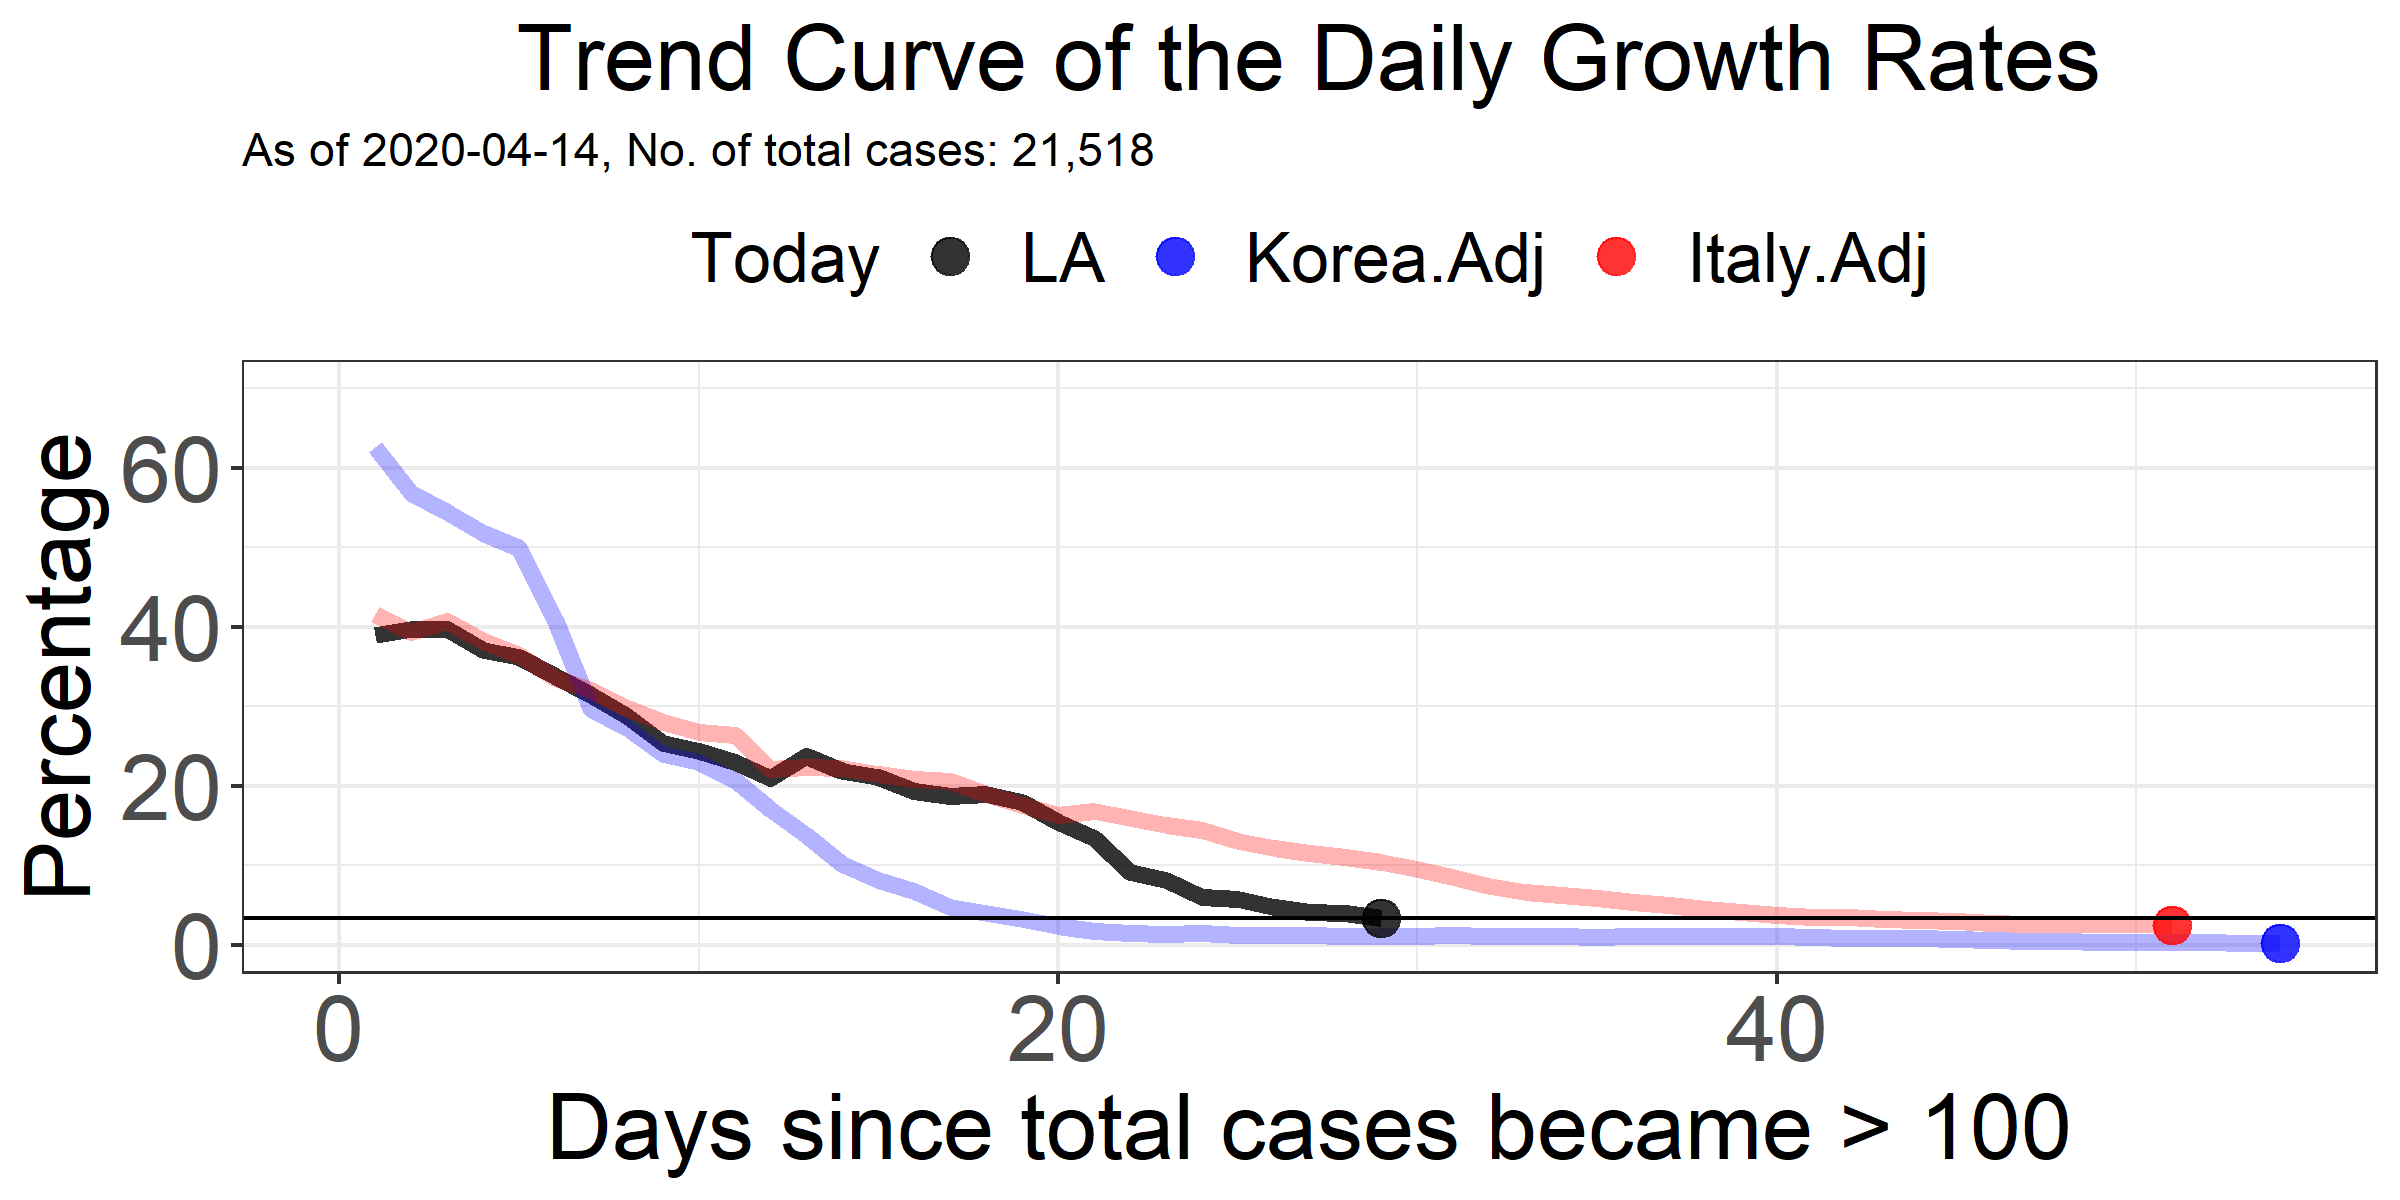 Trend Curve of the Daily Growth Rates
As of 2020-04-14, No. of total cases: 21,518
Today LA Korea.Adj Italy.Adj
Percentage
60
40
20
0
0 20 40
Days since total cases became > 100